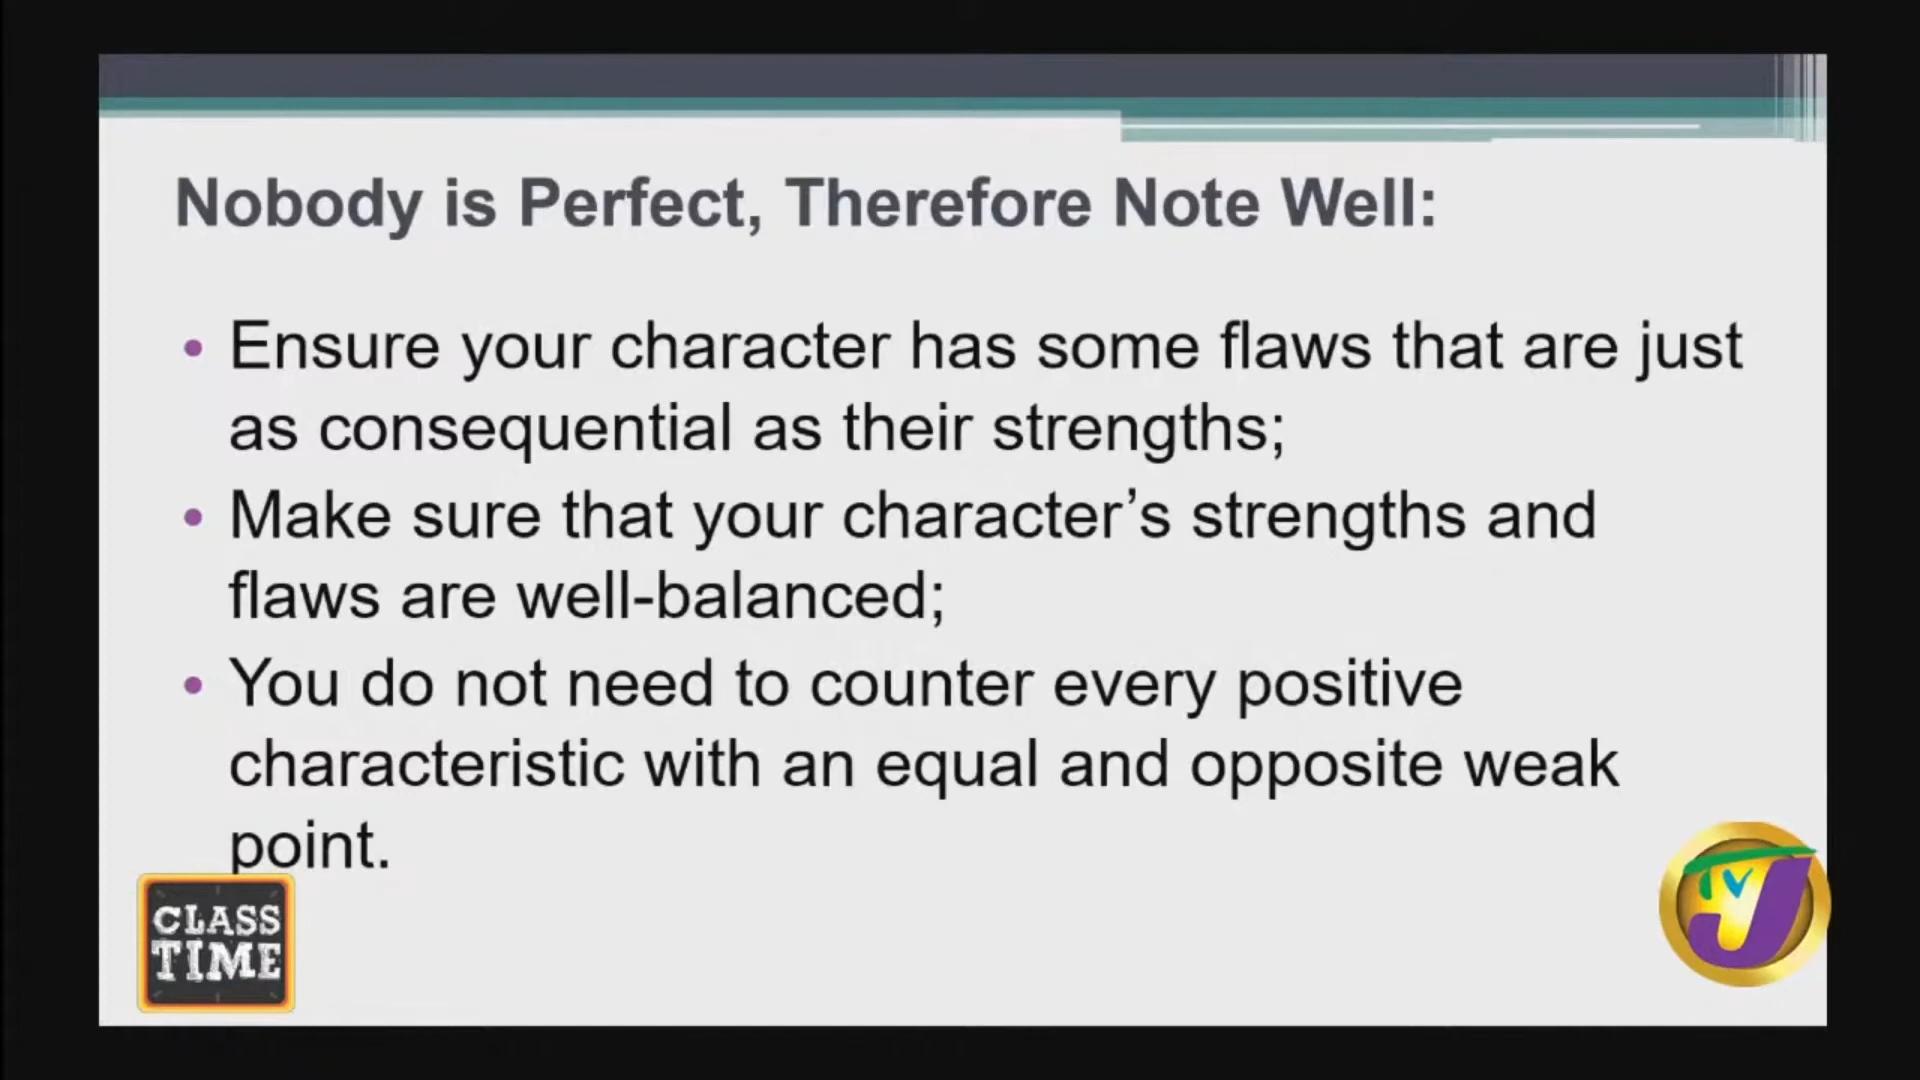 Nobody is Perfect, Therefore Note Well:
• Ensure your character has some flaws that are just
as consequential as their strengths;
• Make sure that your character’s strengths and
flaws are well-balanced;
• You do not need to counter every positive
characteristic with an equal and opposite weak
point.
CLASS
TIME
TVJ